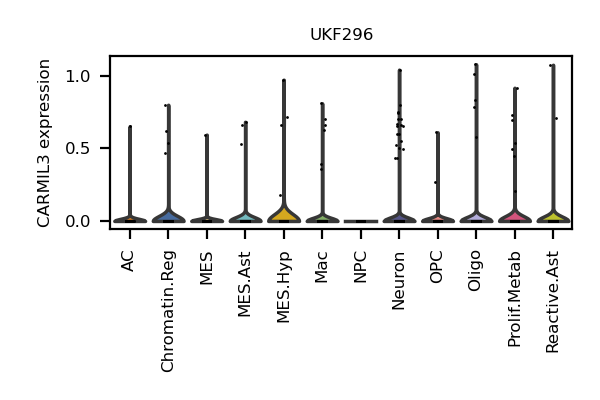 UKF296
CARMIL3 expression
1.0
0.5
0.0
AC
Chromatin.Reg
MES
MES.Ast
MES.Hyp
Mac
NPC
Neuron
OPC
Oligo
Prolif.Metab
Reactive.Ast